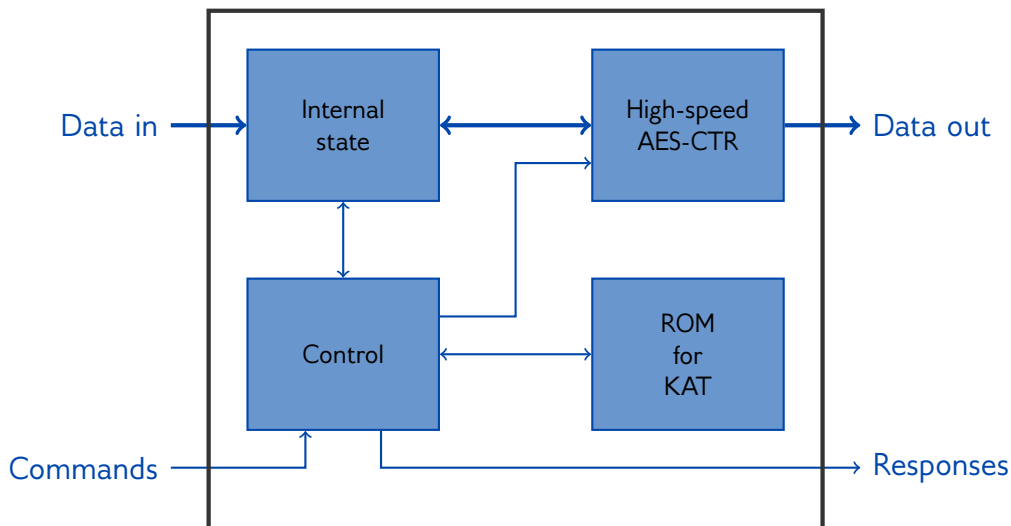 Data in
Internal
state
High-speed
AES-CTR
Data out
Control
ROM
for
KAT
Commands
Responses